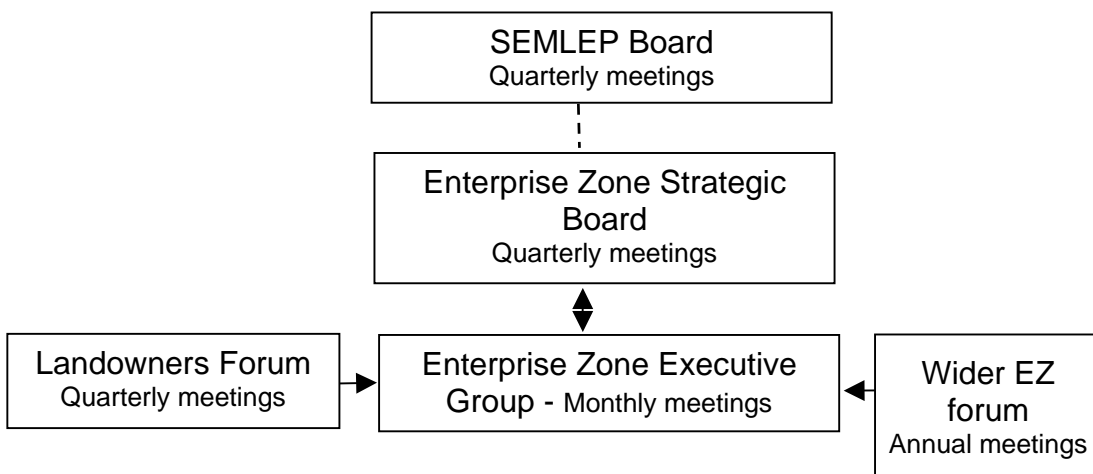 SEMLEP Board
Quarterly meetings
Enterprise Zone Strategic
Board
Quarterly meetings
Landowners Forum
Quarterly meetings
Enterprise Zone Executive
Group - Monthly meetings
Wider EZ
forum
Annual meetings